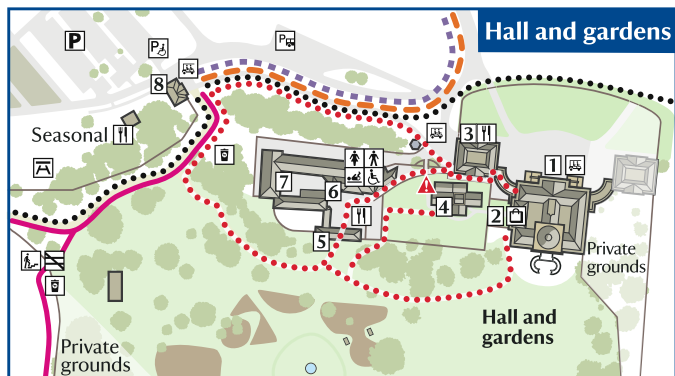 Hall and gardens
P
P
P
8
3
1
Seasonal
7
6
2
4
5
Private
grounds
Hall and
gardens
Private
grounds